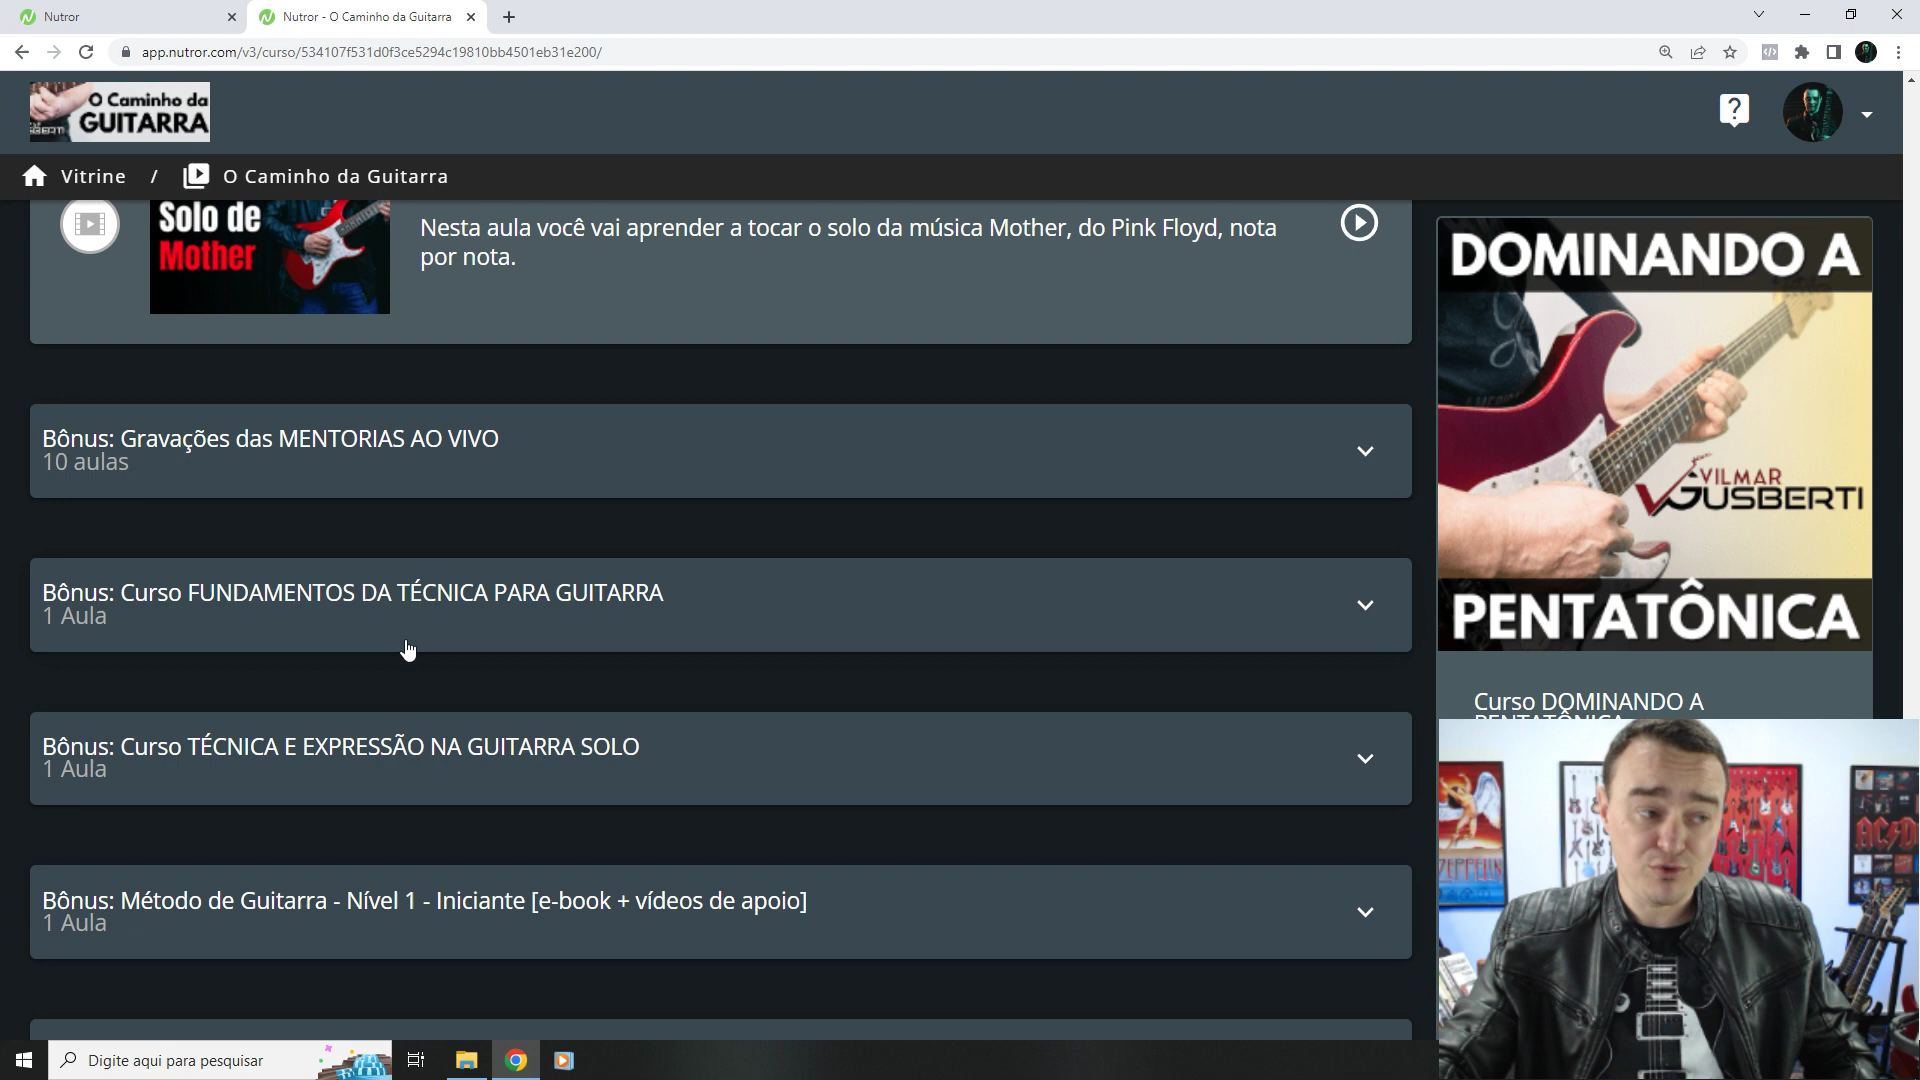 Nutror
Nutror - O Caminho da Guitarra
app.nutror.com/v3/curso/534107f531d0f3ce5294c19810bb4501eb31e200/
O Caminho da
GUITARRA
Vitrine / O Caminho da Guitarra
Solo de
Mother
Nesta aula você vai aprender a tocar o solo da música Mother, do Pink Floyd, nota
por nota.
Bônus: Gravações das MENTORIAS AO VIVO
10 aulas
Bônus: Curso FUNDAMENTOS DA TÉCNICA PARA GUITARRA
1 Aula
Bônus: Curso TÉCNICA E EXPRESSÃO NA GUITARRA SOLO
1 Aula
Bônus: Método de Guitarra - Nível 1 - Iniciante [e-book + vídeos de apoio]
1 Aula
DOMINANDO A
VILMAR
GUSBERTI
PENTATÔNICA
Curso DOMINANDO A
PENTATÔNICA
ZEPPELIN
AC/D
Digite aqui para pesquisar